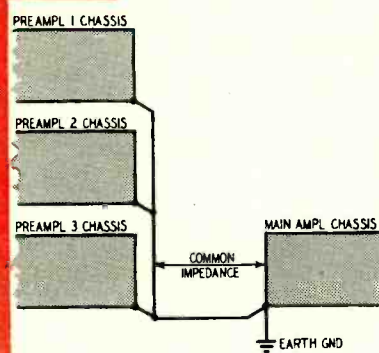 PREAMPL 1 CHASSIS
PREAMPL 2 CHASSIS
PREAMPL 3 CHASSIS
MAIN AMPL CHASSIS
COMMON
IMPEDANCE
EARTH GND